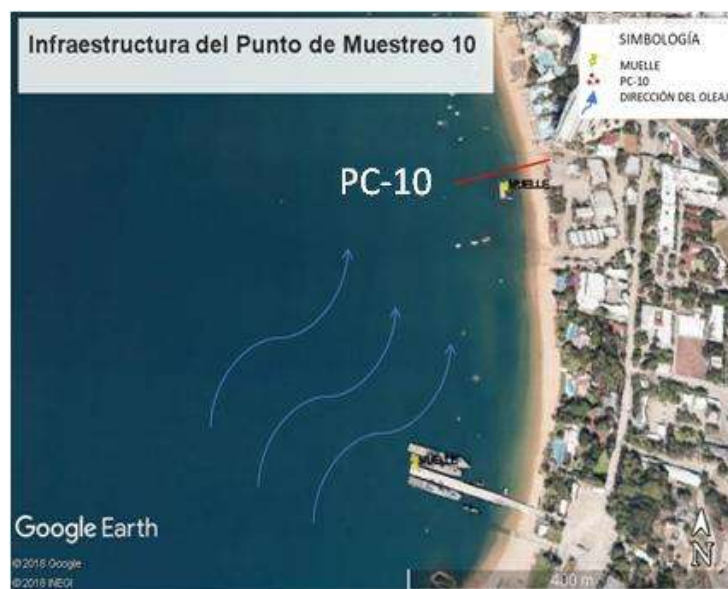 Infraestructura del Punto de Muestreo 10
SIMBOLOGÍA
MUELLE
PC-10
DIRECCIÓN DEL OLEAJ
PC-10
MUELLE
MUELLE
Google Earth
© 2018 Google
© 2018 INEGI
400 m
N